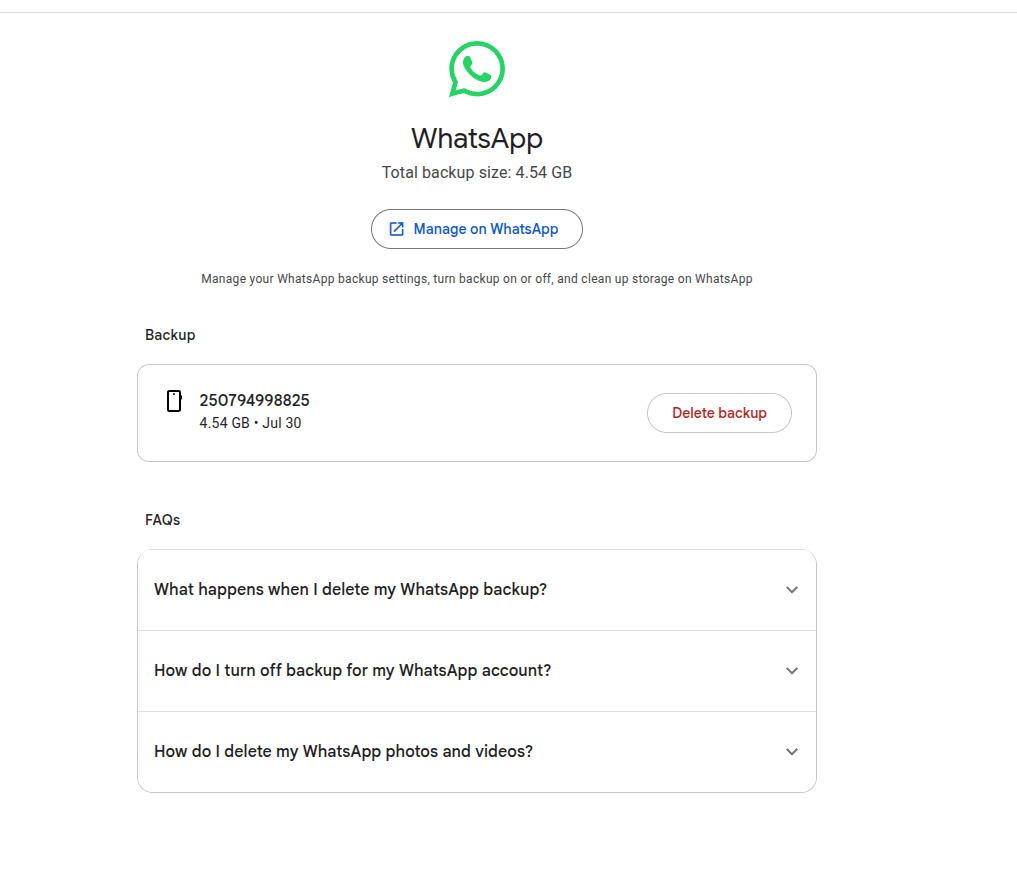 WhatsApp
Total backup size: 4.54 GB
Manage on WhatsApp
Manage your WhatsApp backup settings, turn backup on or off, and clean up storage on WhatsApp
Backup
250794998825
4.54 GB • Jul 30
Delete backup
FAQs
What happens when I delete my WhatsApp backup?
How do I turn off backup for my WhatsApp account?
How do I delete my WhatsApp photos and videos?